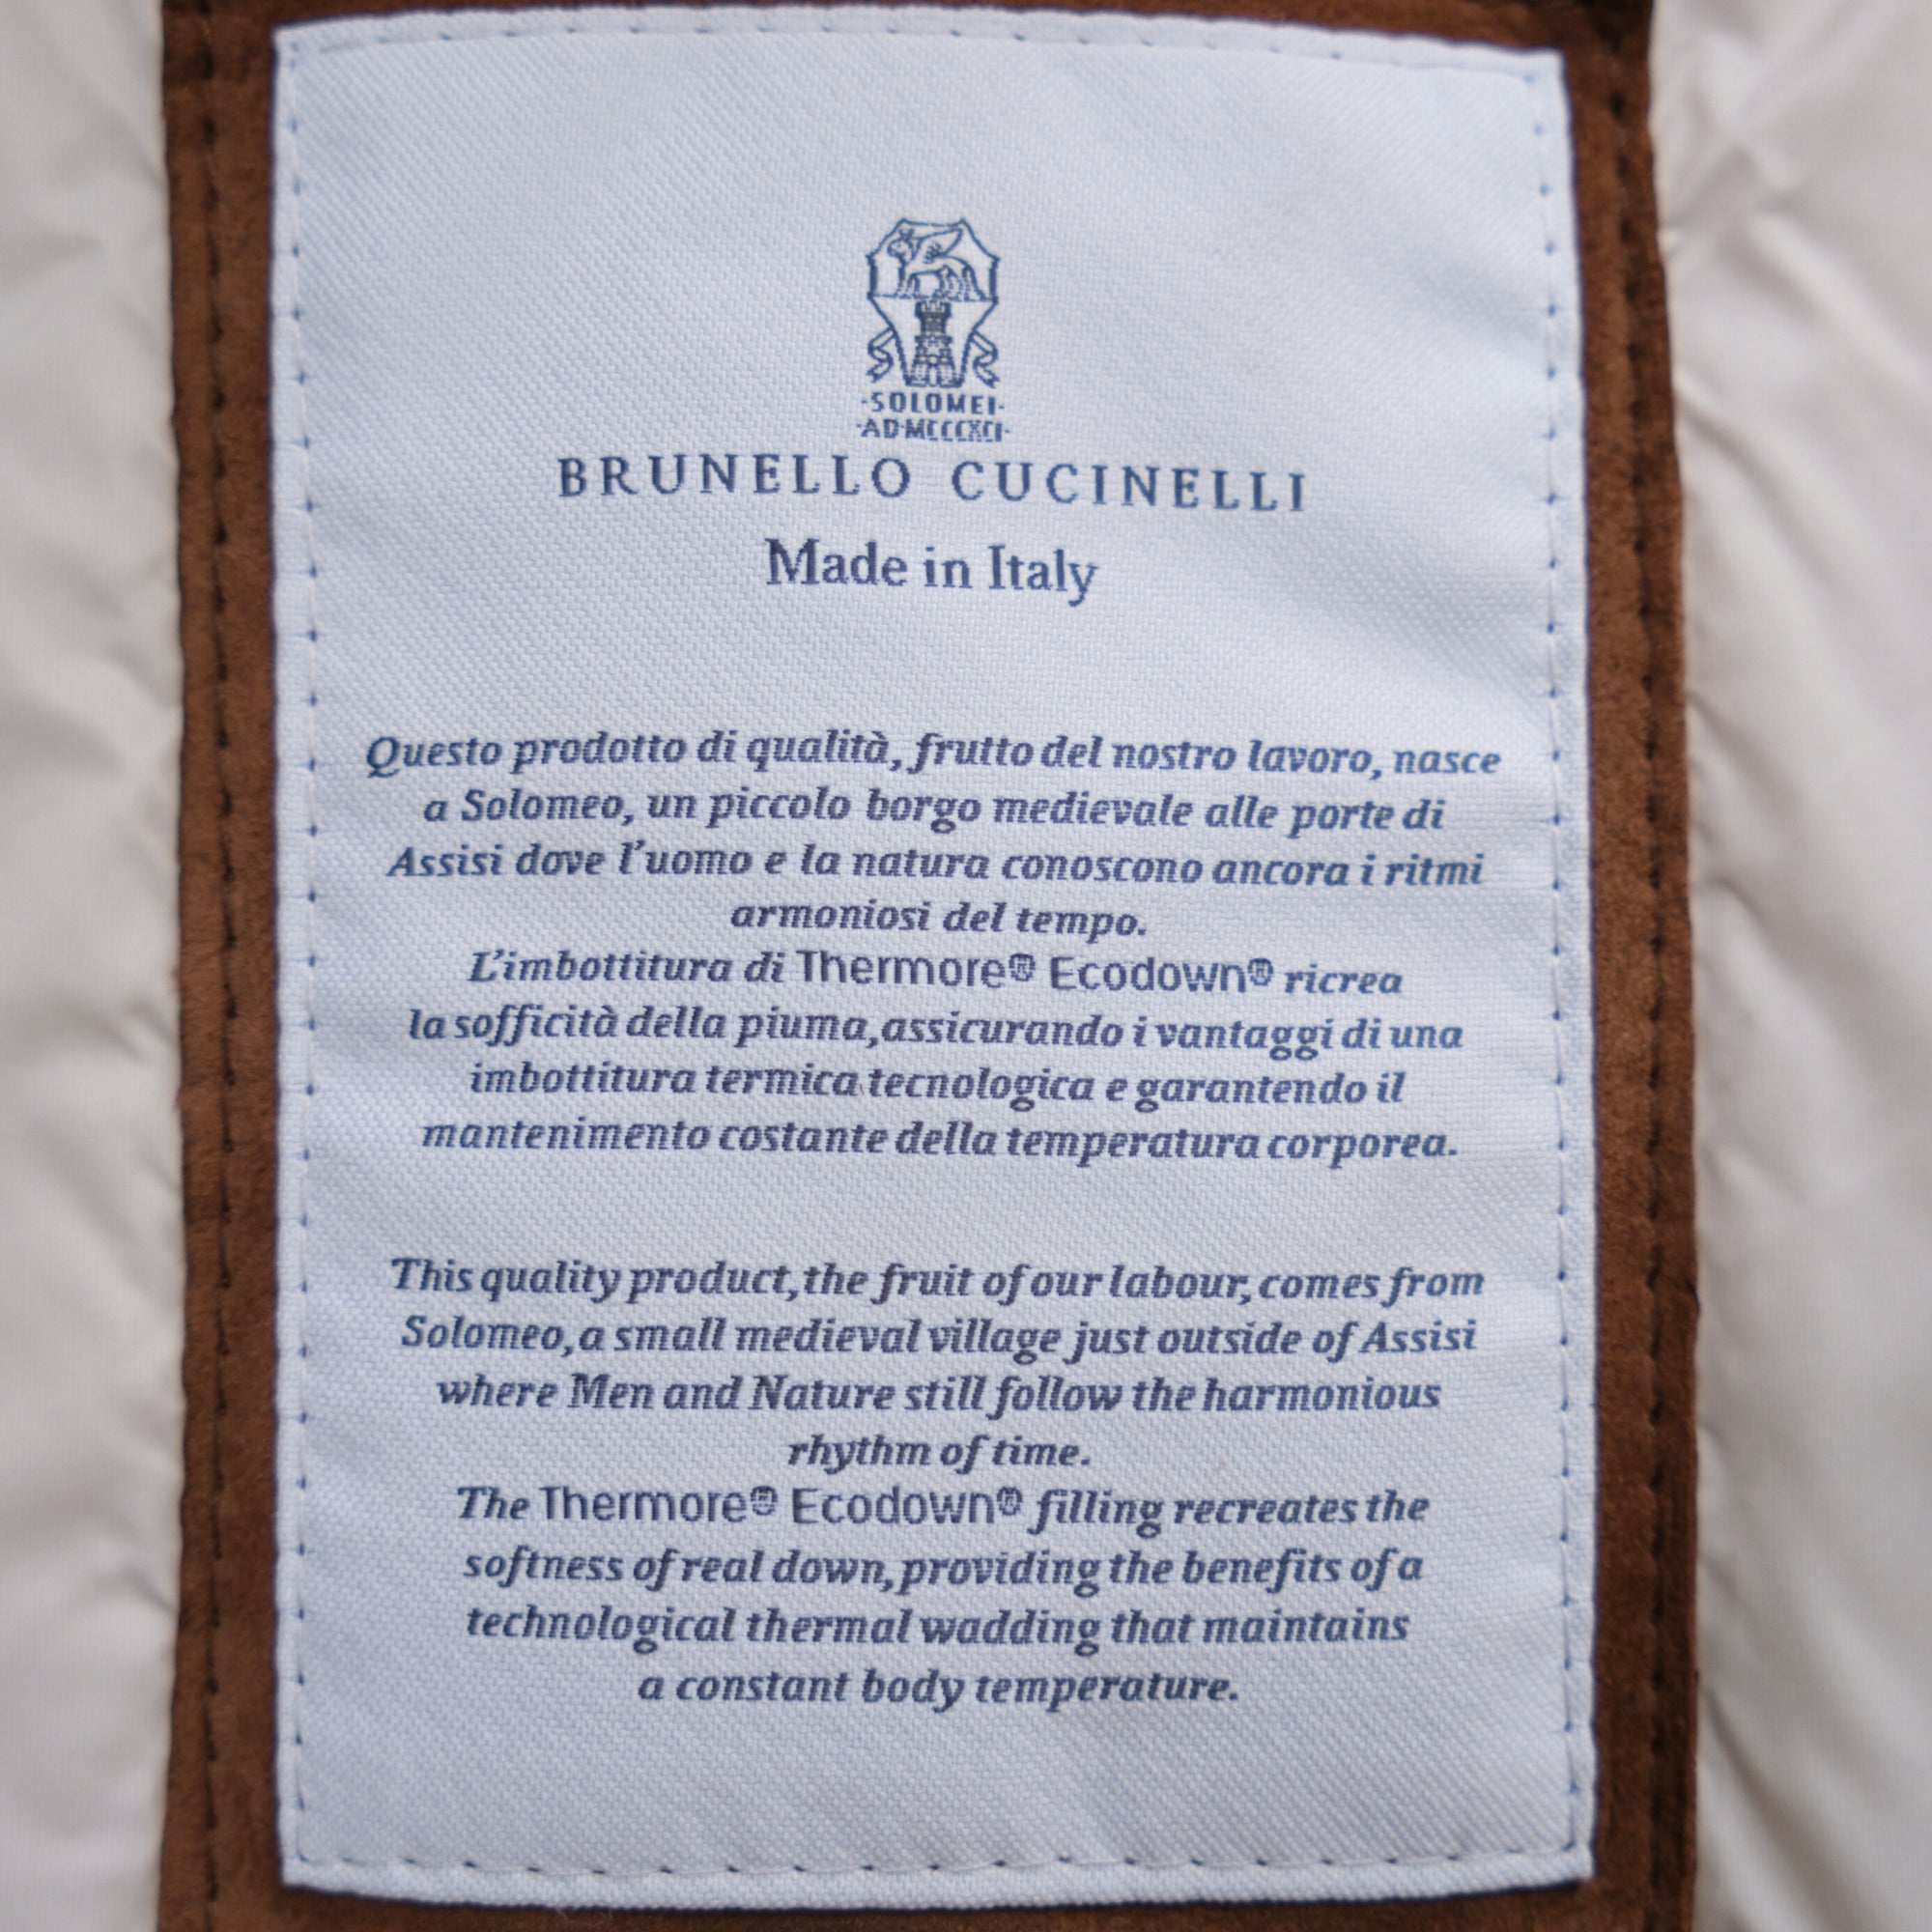 ·SOLOMEI·
·AD·MCCCXCI·
BRUNELLO CUCINELLI
Made in Italy
Questo prodotto di qualità, frutto del nostro lavoro, nasce
a Solomeo, un piccolo borgo medievale alle porte di
Assisi dove l'uomo e la natura conoscono ancora i ritmi
armoniosi del tempo.
L'imbottitura di Thermore® Ecodown® ricrea
la sofficità della piuma, assicurando i vantaggi di una
imbottitura termica tecnologica e garantendo il
mantenimento costante della temperatura corporea.
This quality product, the fruit of our labour, comes from
Solomeo, a small medieval village just outside of Assisi
where Men and Nature still follow the harmonious
rhythm of time.
The Thermore® Ecodown® filling recreates the
softness of real down, providing the benefits of a
technological thermal wadding that maintains
a constant body temperature.